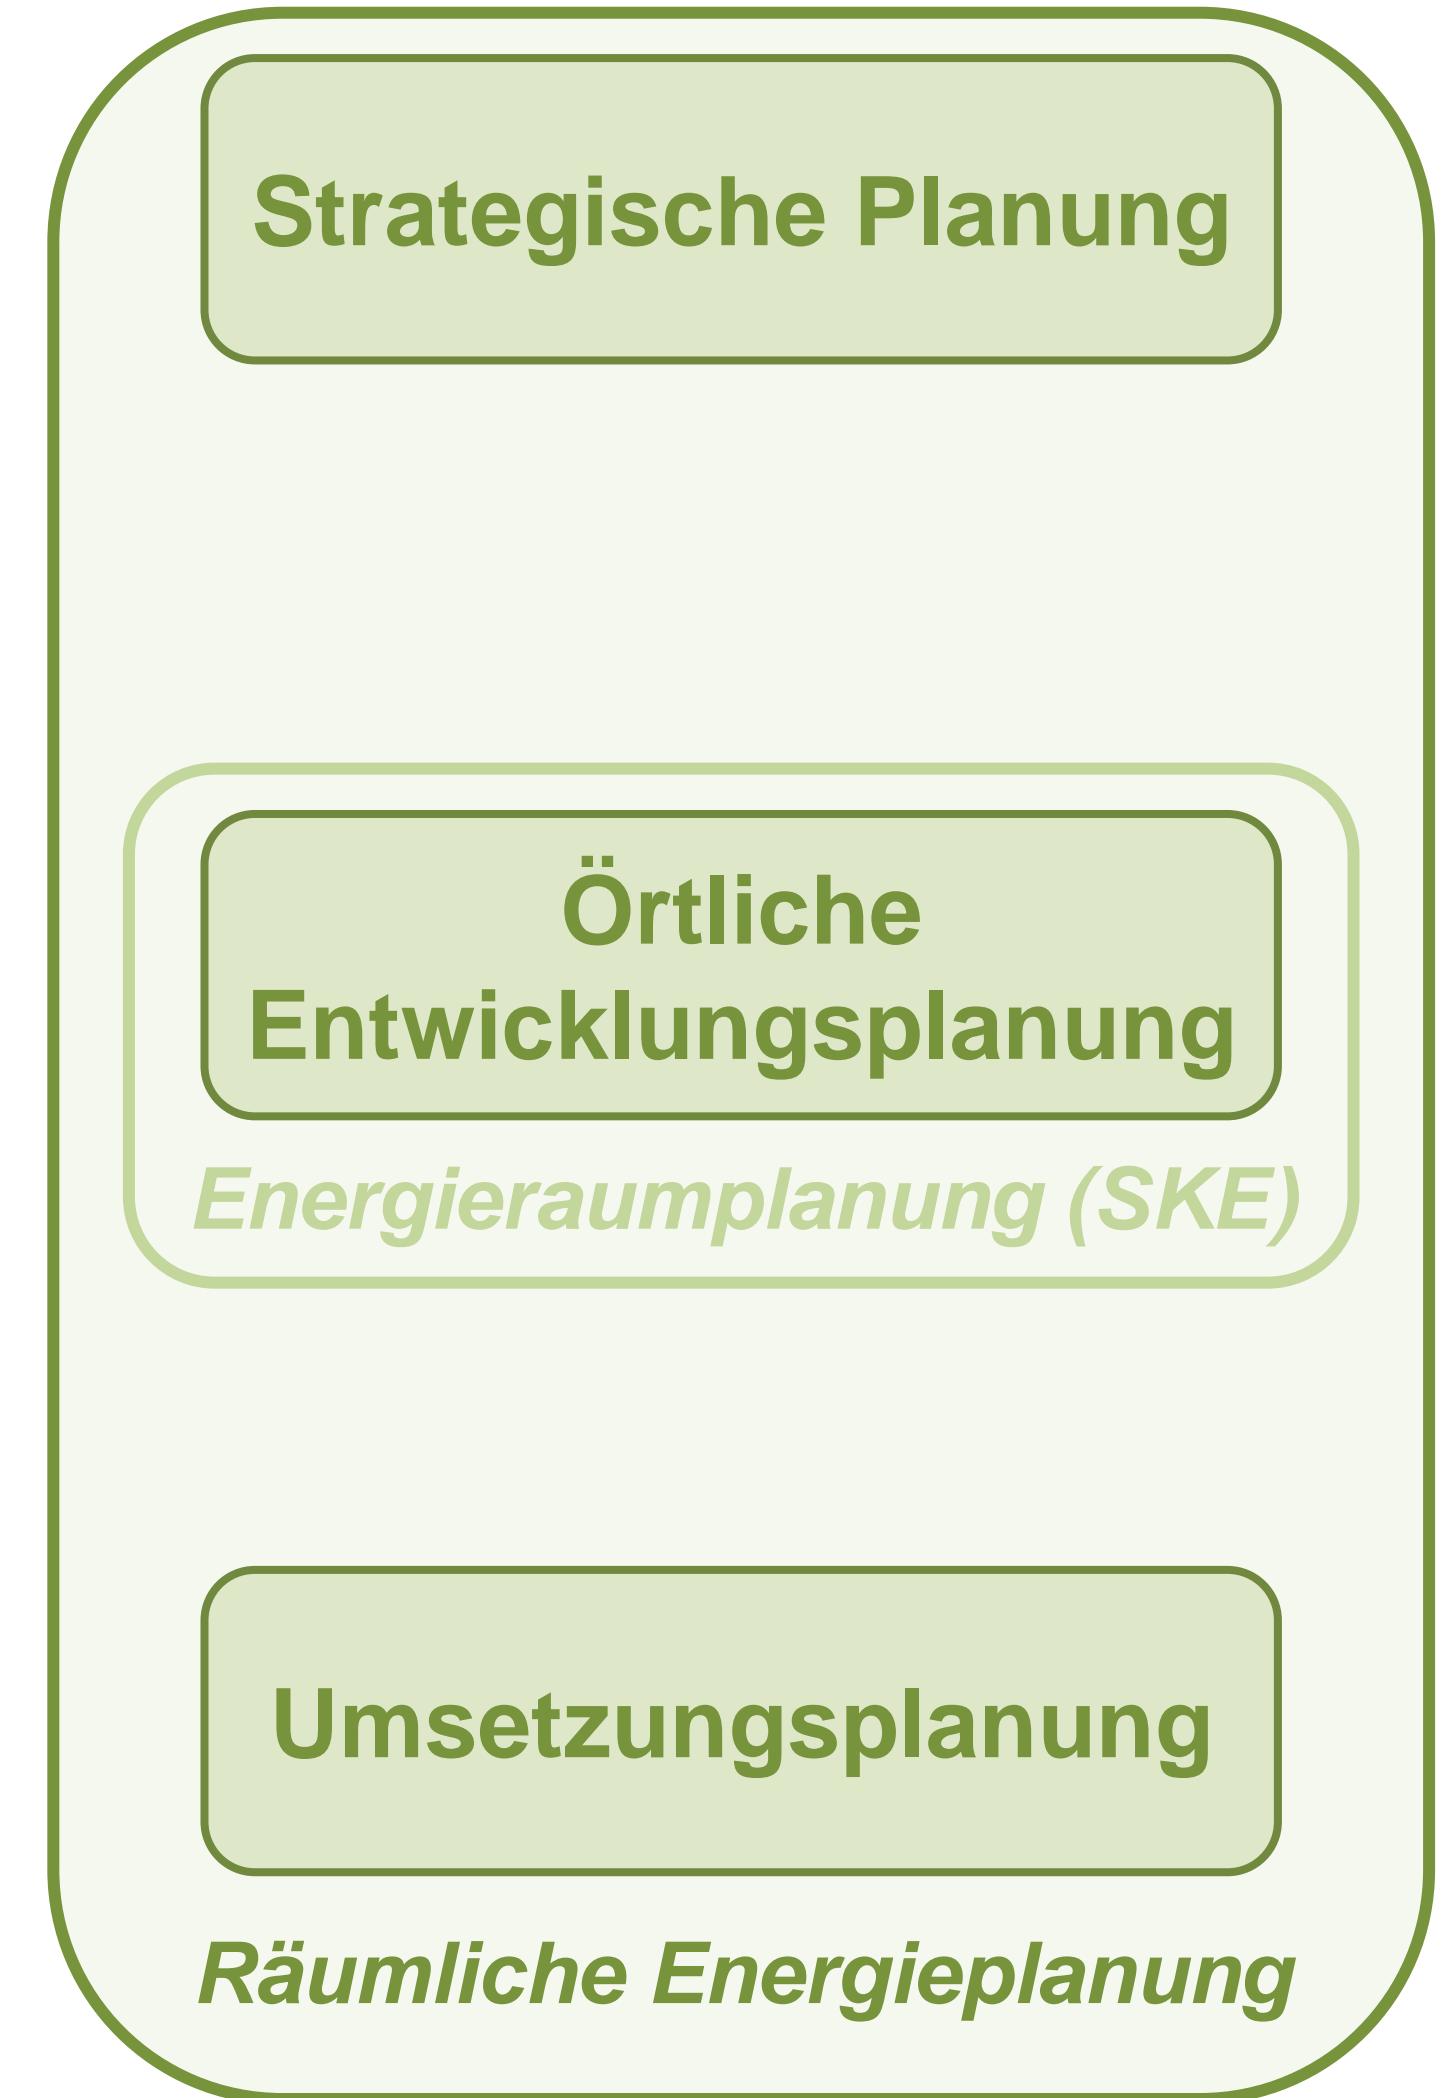 Strategische Planung
Örtliche
Entwicklungsplanung
Energieraumplanung (SKE)
Umsetzungsplanung
Räumliche Energieplanung